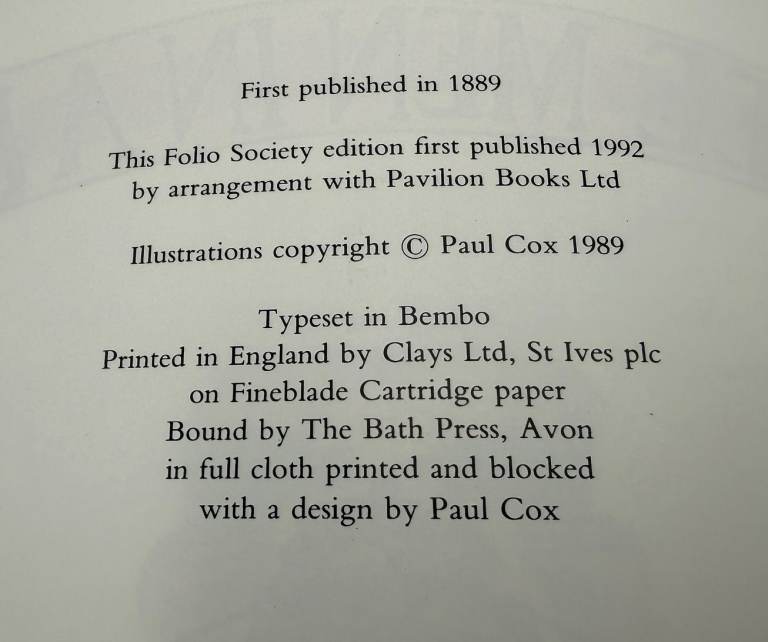 First published in 1889
This Folio Society edition first published 1992
by arrangement with Pavilion Books Ltd
Illustrations copyright © Paul Cox 1989
Typeset in Bembo
Printed in England by Clays Ltd, St Ives plc
on Fineblade Cartridge paper
Bound by The Bath Press, Avon
in full cloth printed and blocked
with a design by Paul Cox